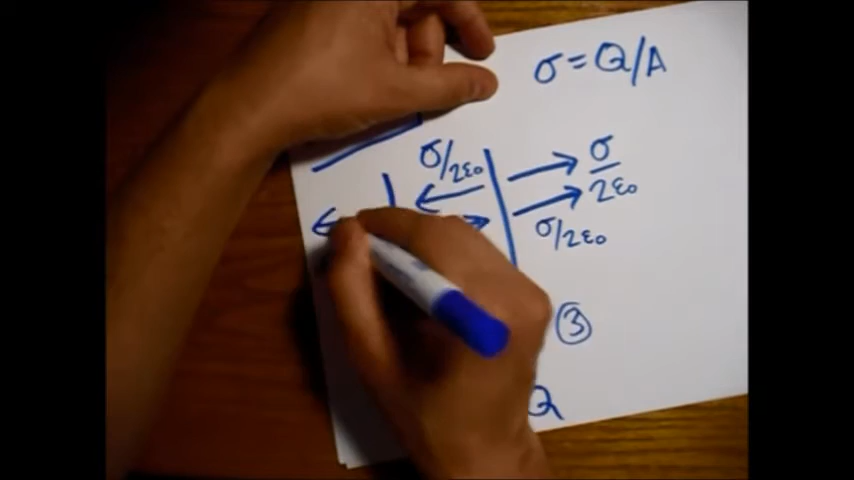 σ = Q/A
σ/2ε₀
σ
2ε₀
σ/2ε₀
③
Q